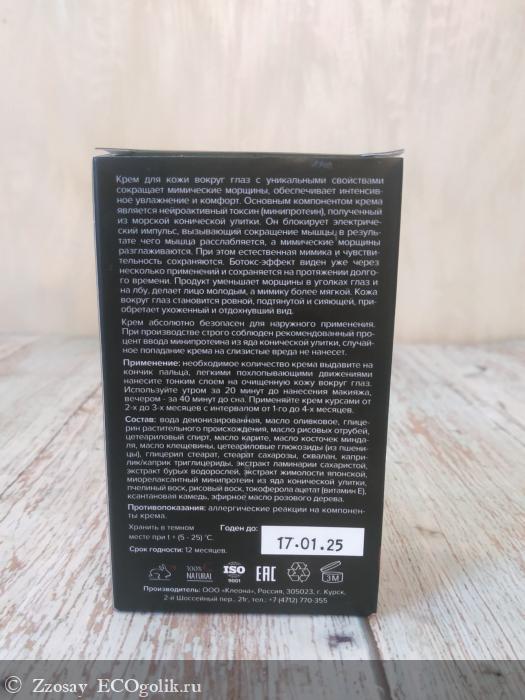 Крем для кожи вокруг глаз с уникальными свойствами
сокращает мимические морщины, обеспечивает интенсив-
ное увлажнение и комфорт. Основным компонентом крема
является нейроактивный токсин (минипротеин), полученный
из морской конической улитки. Он блокирует электриче-
ский импульс, вызывающий сокращение мышцы, в резуль-
тате чего мышца расслабляется, а мимические морщины
разглаживаются. При этом естественная мимика и чувстви-
тельность сохраняются. Ботокс-эффект виден уже через
несколько применений и сохраняется на протяжении долго-
го времени. Продукт уменьшает морщины в уголках глаз и
на лбу, делает лицо молодым, а мимику более мягкой. Кожа
вокруг глаз становится ровной, подтянутой и сияющей, при-
обретает ухоженный и отдохнувший вид.
Крем абсолютно безопасен для наружного применения.
При производстве строго соблюден рекомендованный про-
цент ввода минипротеина из яда конической улитки, случай-
ное попадание крема на слизистые вреда не нанесет.
Применение: необходимое количество крема выдавите на
кончик пальца, легкими похлопывающими движениями
нанесите тонким слоем на очищенную кожу вокруг глаз.
Используйте утром за 20 минут до нанесения макияжа,
вечером - за 40 минут до сна. Применяйте крем курсами от
2-х до 3-х месяцев с интервалом от 1-го до 4-х месяцев.
Состав: вода деионизированная, масло оливковое, глице-
рин растительного происхождения, масло рисовых отрубей,
цетеариловый спирт, масло карите, масло косточек минда-
ля, масло клещевины, цетеариловые глюкозиды (из пшени-
цы), глицерил стеарат, стеарат сахарозы, сквалан, капри-
лик/каприк триглицериды, экстракт ламинарии сахаристой,
экстракт бурых водорослей, экстракт жимолости японской,
миорелаксантный минипротеин из яда конической улитки,
пчелиный воск, рисовый воск, токоферола ацетат (витамин Е),
ксантановая камедь, эфирное масло розового дерева.
Противопоказания: аллергические реакции на компонен-
ты крема.
Хранить в темном
месте при t + (5 - 25) °С.
Срок годности: 12 месяцев.
Годен до:
17.01.25
100%
NATURAL
ISO
9001
EAC
3M
Производитель: ООО «Клеона», Россия, 305023, г. Курск,
2-й Шоссейный пер., 21г, тел.: +7 (4712) 770-355
Zzosay ECOgolik.ru